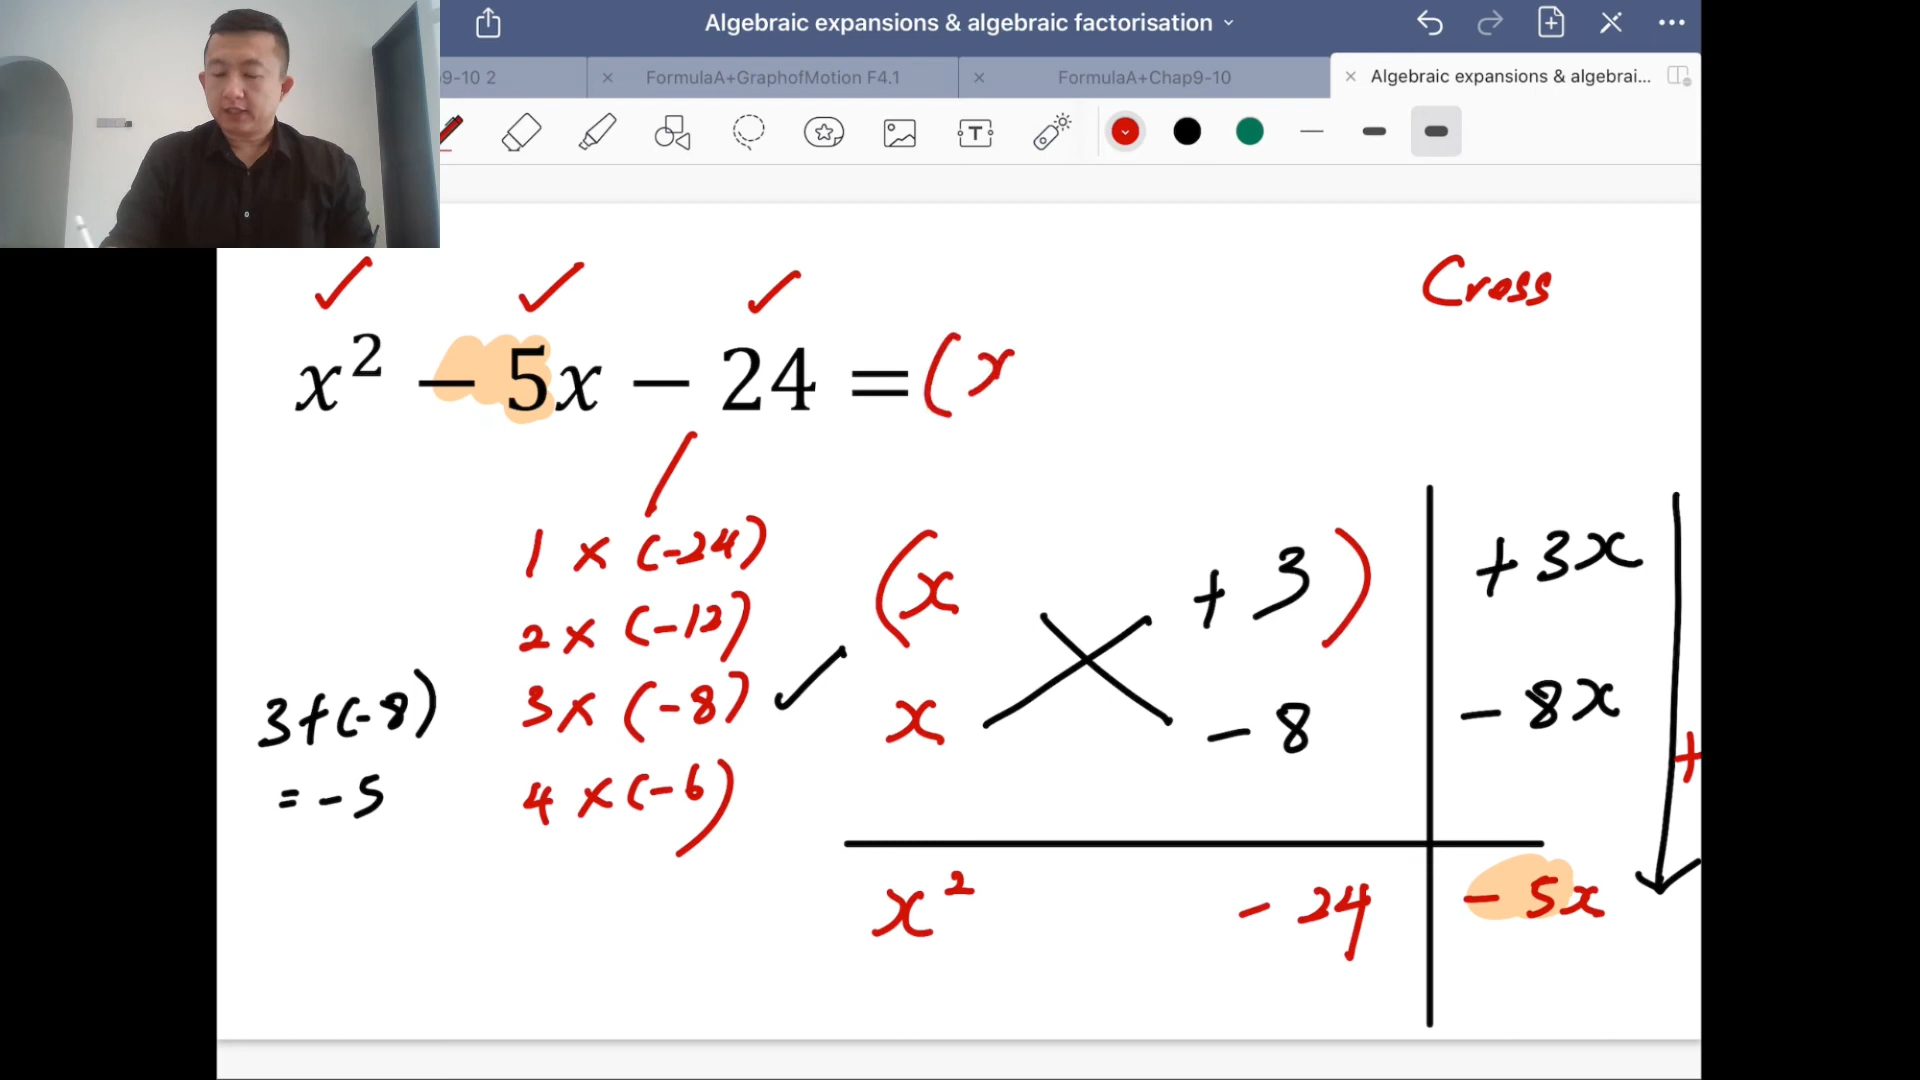 Algebraic expansions & algebraic factorisation
9-10 2
FormulaA+GraphofMotion F4.1
FormulaA+Chap9-10
Algebraic expansions & algebrai...
T
Cross
x² − 5x − 24 = (x
1 × (-24)
2 × (-12)
3 × (-8)
4 × (-6)
3+(-8)
= -5
(x + 3)
x - 8
x² - 24
+ 3x
- 8x
+
- 5x